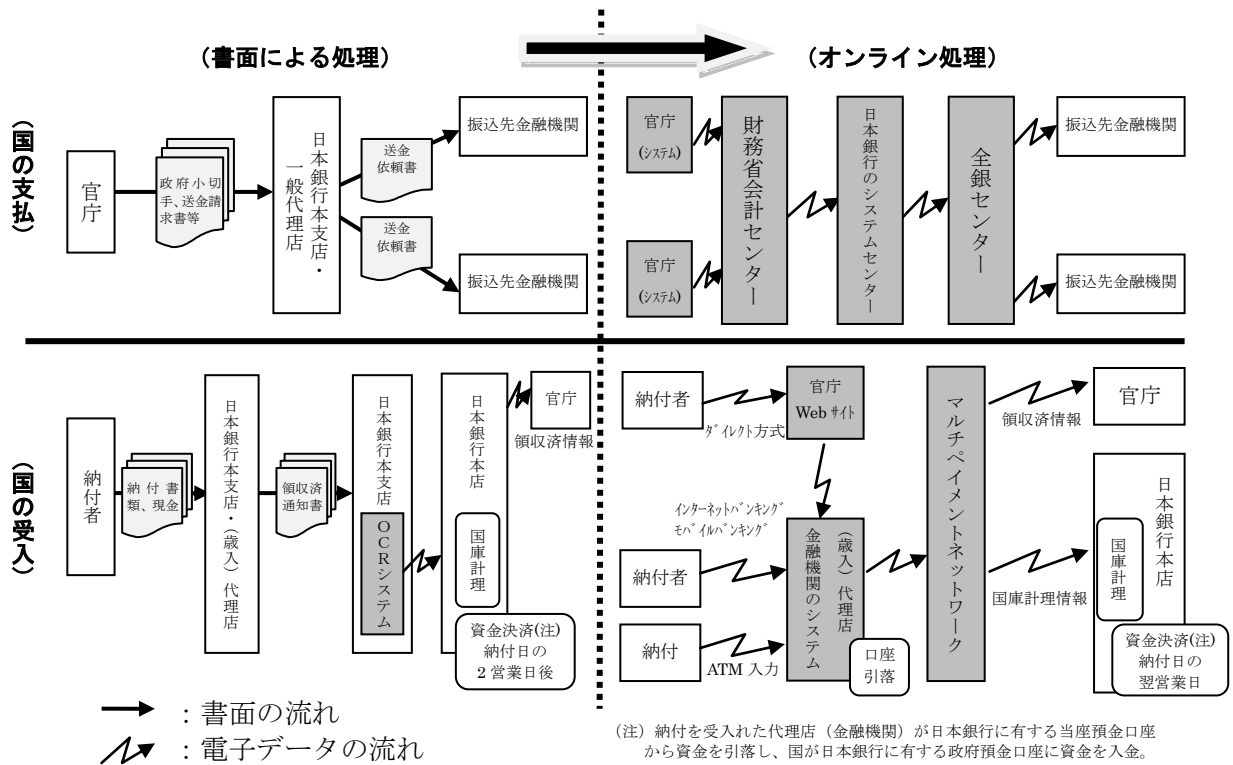 (書面による処理)
(オンライン処理)
(国の支払)
官庁
政府小切
手、送金請
求書等
日本銀行本支店・
一般代理店
送金
依頼書
送金
依頼書
振込先金融機関
振込先金融機関
官庁
(システム)
官庁
(システム)
財務省会計センター
日本銀行のシステムセンター
全銀センター
振込先金融機関
振込先金融機関
(国の受入)
納付者
納付書
類、現金
日本銀行本支店・(歳入)代理店
領収済
通知書
日本銀行本支店
OCRシステム
日本銀行本店
国庫計理
資金決済(注)
納付日の
2 営業日後
官庁
領収済情報
納付者
ダイレクト方式
官庁
Web サイト
インターネットバンキング
モバイルバンキング
納付者
納付
ATM 入力
(歳入)代理店
金融機関のシステム
口座
引落
マルチペイメントネットワーク
領収済情報
官庁
国庫計理情報
日本銀行本店
国庫計理
資金決済(注)
納付日の
翌営業日
:書面の流れ
:電子データの流れ
(注)納付を受入れた代理店(金融機関)が日本銀行に有する当座預金口座
から資金を引落し、国が日本銀行に有する政府預金口座に資金を入金。